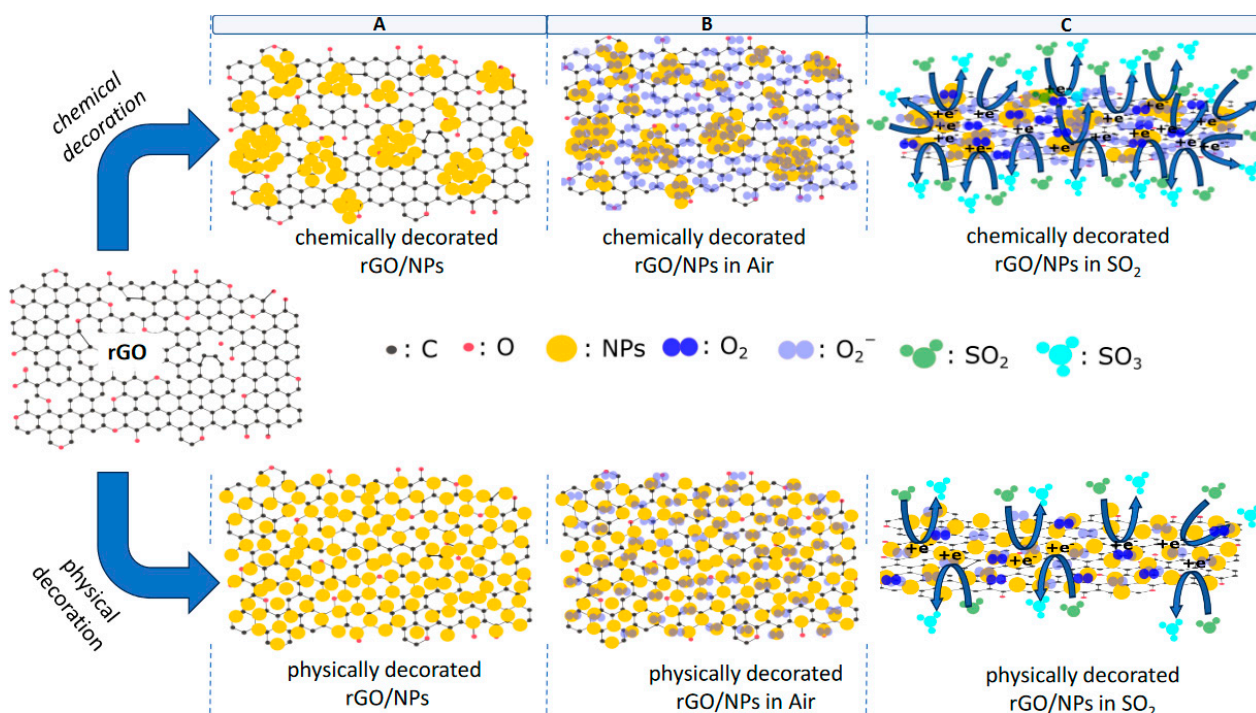 A
B
C
chemical
decoration
+e
+e
+e
+e
+e
+e
+e
+e
+e
+e
+e
+e
+e
chemically decorated
rGO/NPs
chemically decorated
rGO/NPs in Air
chemically decorated
rGO/NPs in SO₂
rGO
: C
: O
: NPs
: O₂
: O₂⁻
: SO₂
: SO₃
physical
decoration
+e
+e
+e
+e
+e
+e
+e
physically decorated
rGO/NPs
physically decorated
rGO/NPs in Air
physically decorated
rGO/NPs in SO₂